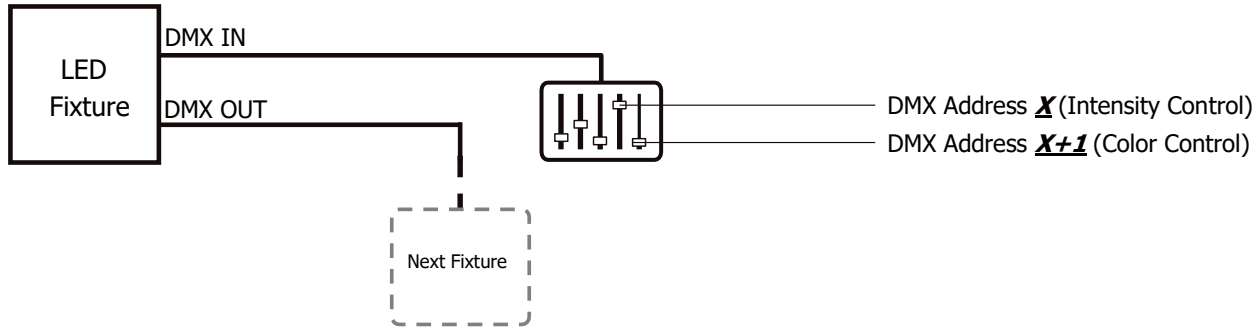 DMX IN
LED
Fixture
DMX OUT
DMX Address X (Intensity Control)
DMX Address X+1 (Color Control)
Next Fixture